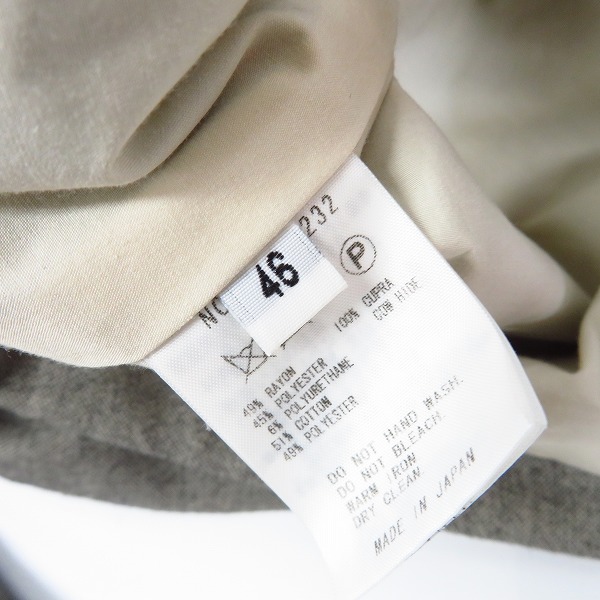 NO
232
46
P
49% RAYON
45% POLYESTER
6% POLYURETHANE
51% COTTON
49% POLYESTER
100% CUPRA
COW HIDE
DO NOT HAND WASH.
DO NOT BLEACH.
WARM IRON
DRY CLEAN.
MADE IN JAPAN